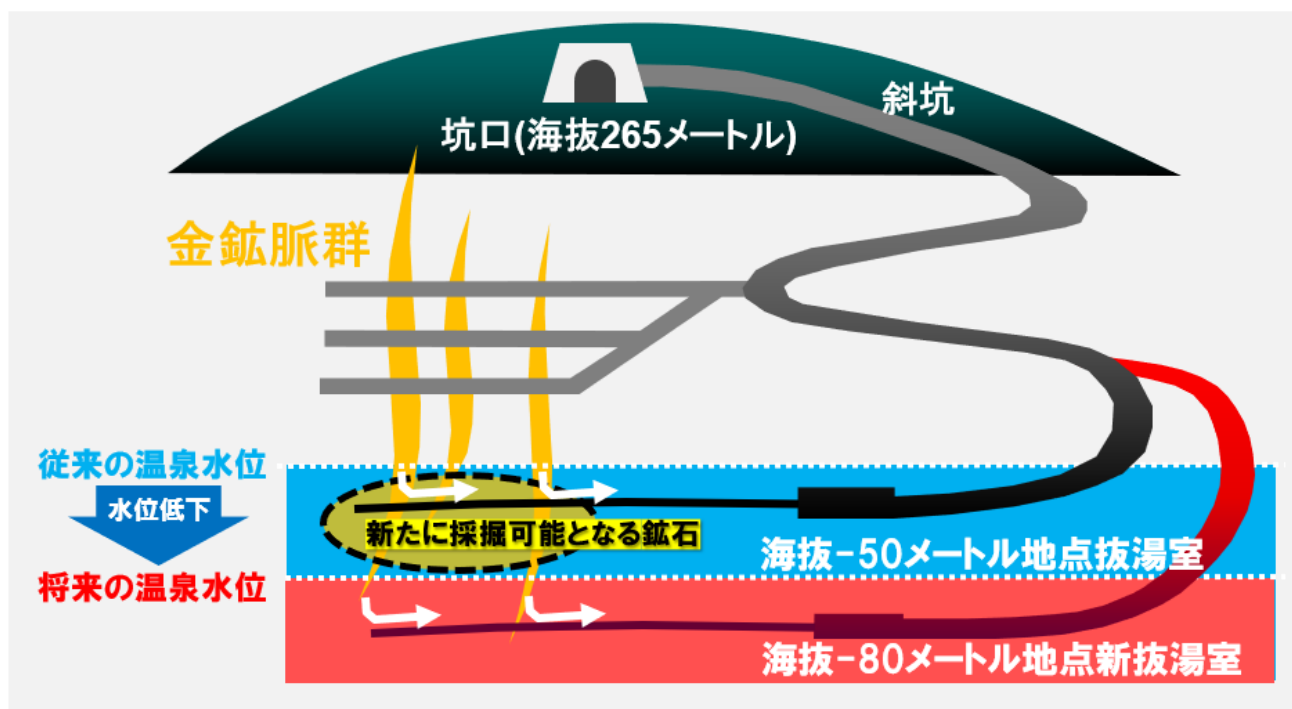 斜坑
坑口(海抜265メートル)
金鉱脈群
従来の温泉水位
水位低下
新たに採掘可能となる鉱石
海抜-50メートル地点抜湯室
将来の温泉水位
海抜-80メートル地点新抜湯室